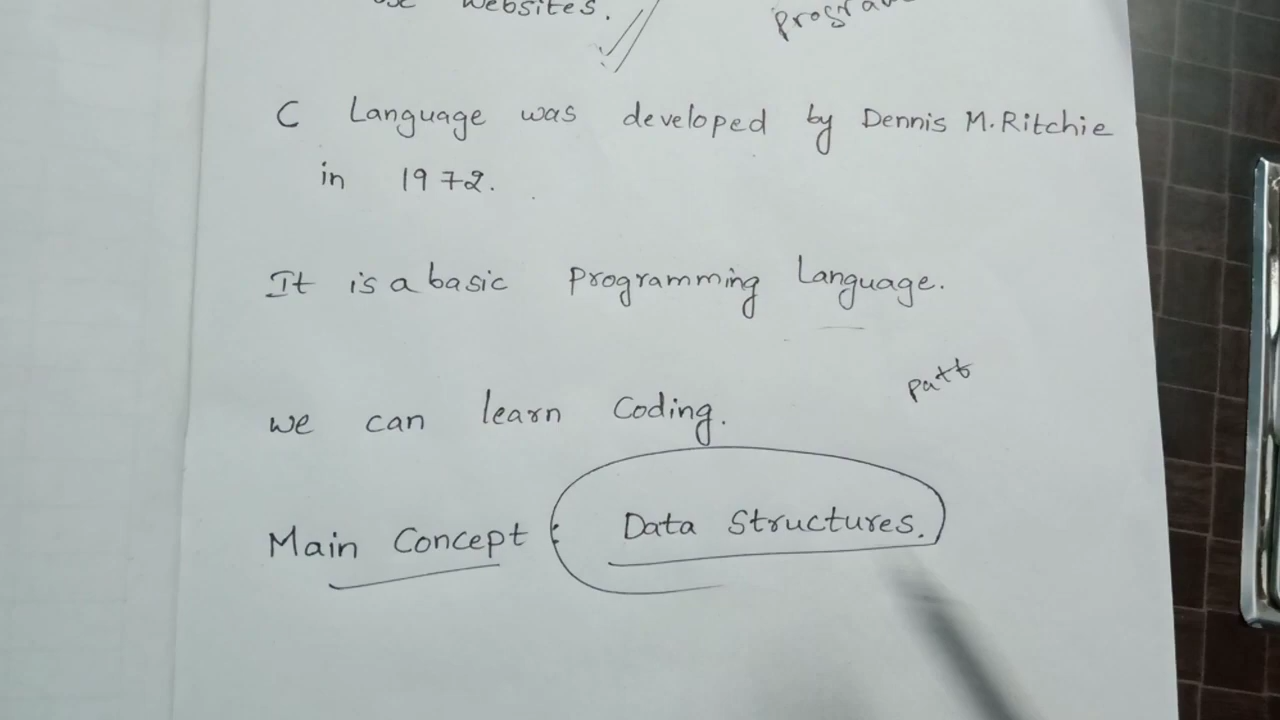 websites.
C Language was developed by Dennis M.Ritchie
in 1972.
It is a basic programming Language.
patt
we can learn Coding.
Main Concept : Data Structures.